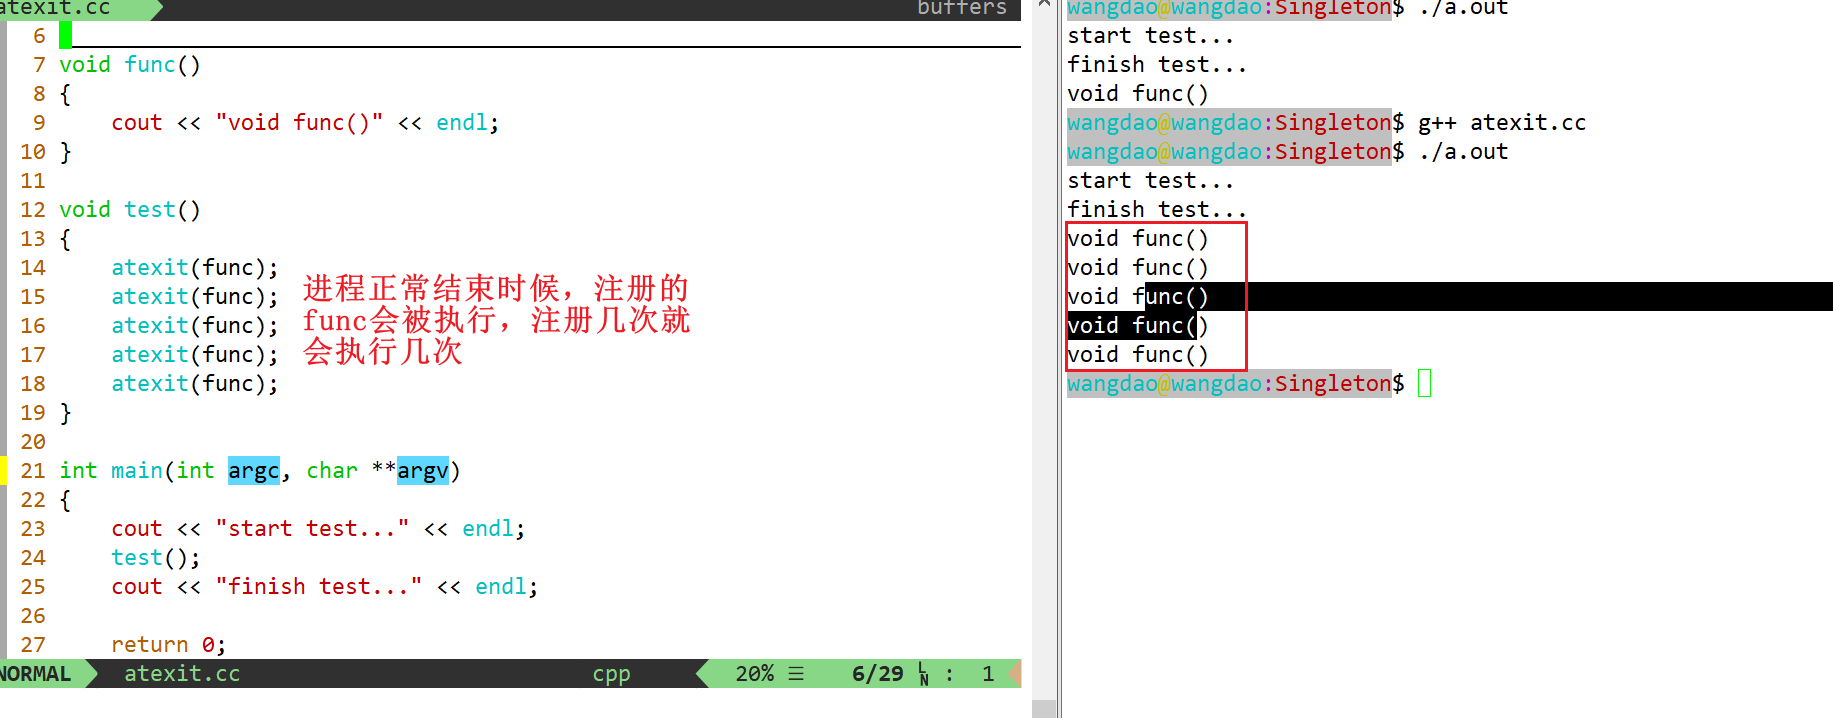 atexit.cc buffers
6
7 void func()
8 {
9     cout << "void func()" << endl;
10 }
11
12 void test()
13 {
14     atexit(func);
15     atexit(func);
16     atexit(func);
17     atexit(func);
18     atexit(func);
19 }
20
21 int main(int argc, char **argv)
22 {
23     cout << "start test..." << endl;
24     test();
25     cout << "finish test..." << endl;
26
27     return 0;
NORMAL atexit.cc cpp 20% ☰ 6/29 LN : 1
进程正常结束时候，注册的
func会被执行，注册几次就
会执行几次
wangdao@wangdao:Singleton$ ./a.out
start test...
finish test...
void func()
wangdao@wangdao:Singleton$ g++ atexit.cc
wangdao@wangdao:Singleton$ ./a.out
start test...
finish test...
void func()
void func()
void func()
void func()
void func()
wangdao@wangdao:Singleton$